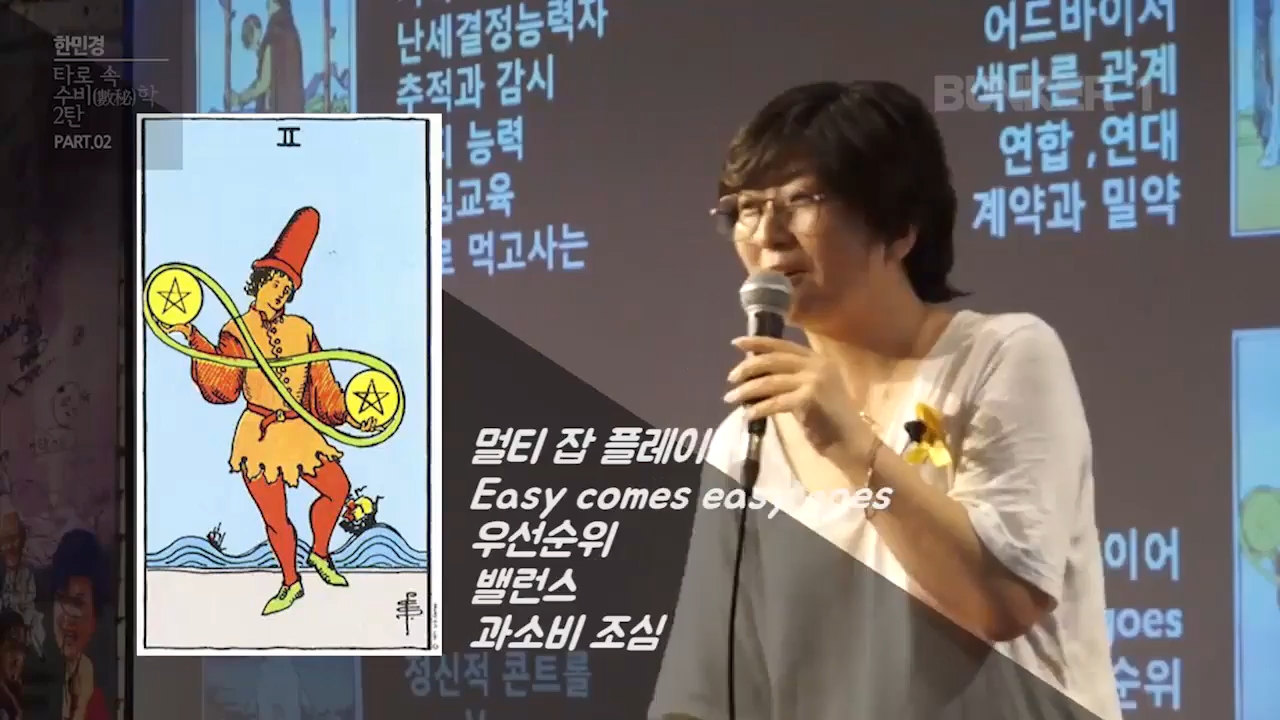 한민경
타로 속
수비(數秘)학
2탄
PART.02
II
난세결정능력자
추적과 감시
능력
교육
먹고사는
어드바이저
색다른 관계
연합 ,연대
계약과 밀약
BUNKER 1
멀티 잡 플레이
Easy comes easy goes
우선순위
밸런스
과소비 조심
이어
goes
순위
정신적 콘트롤